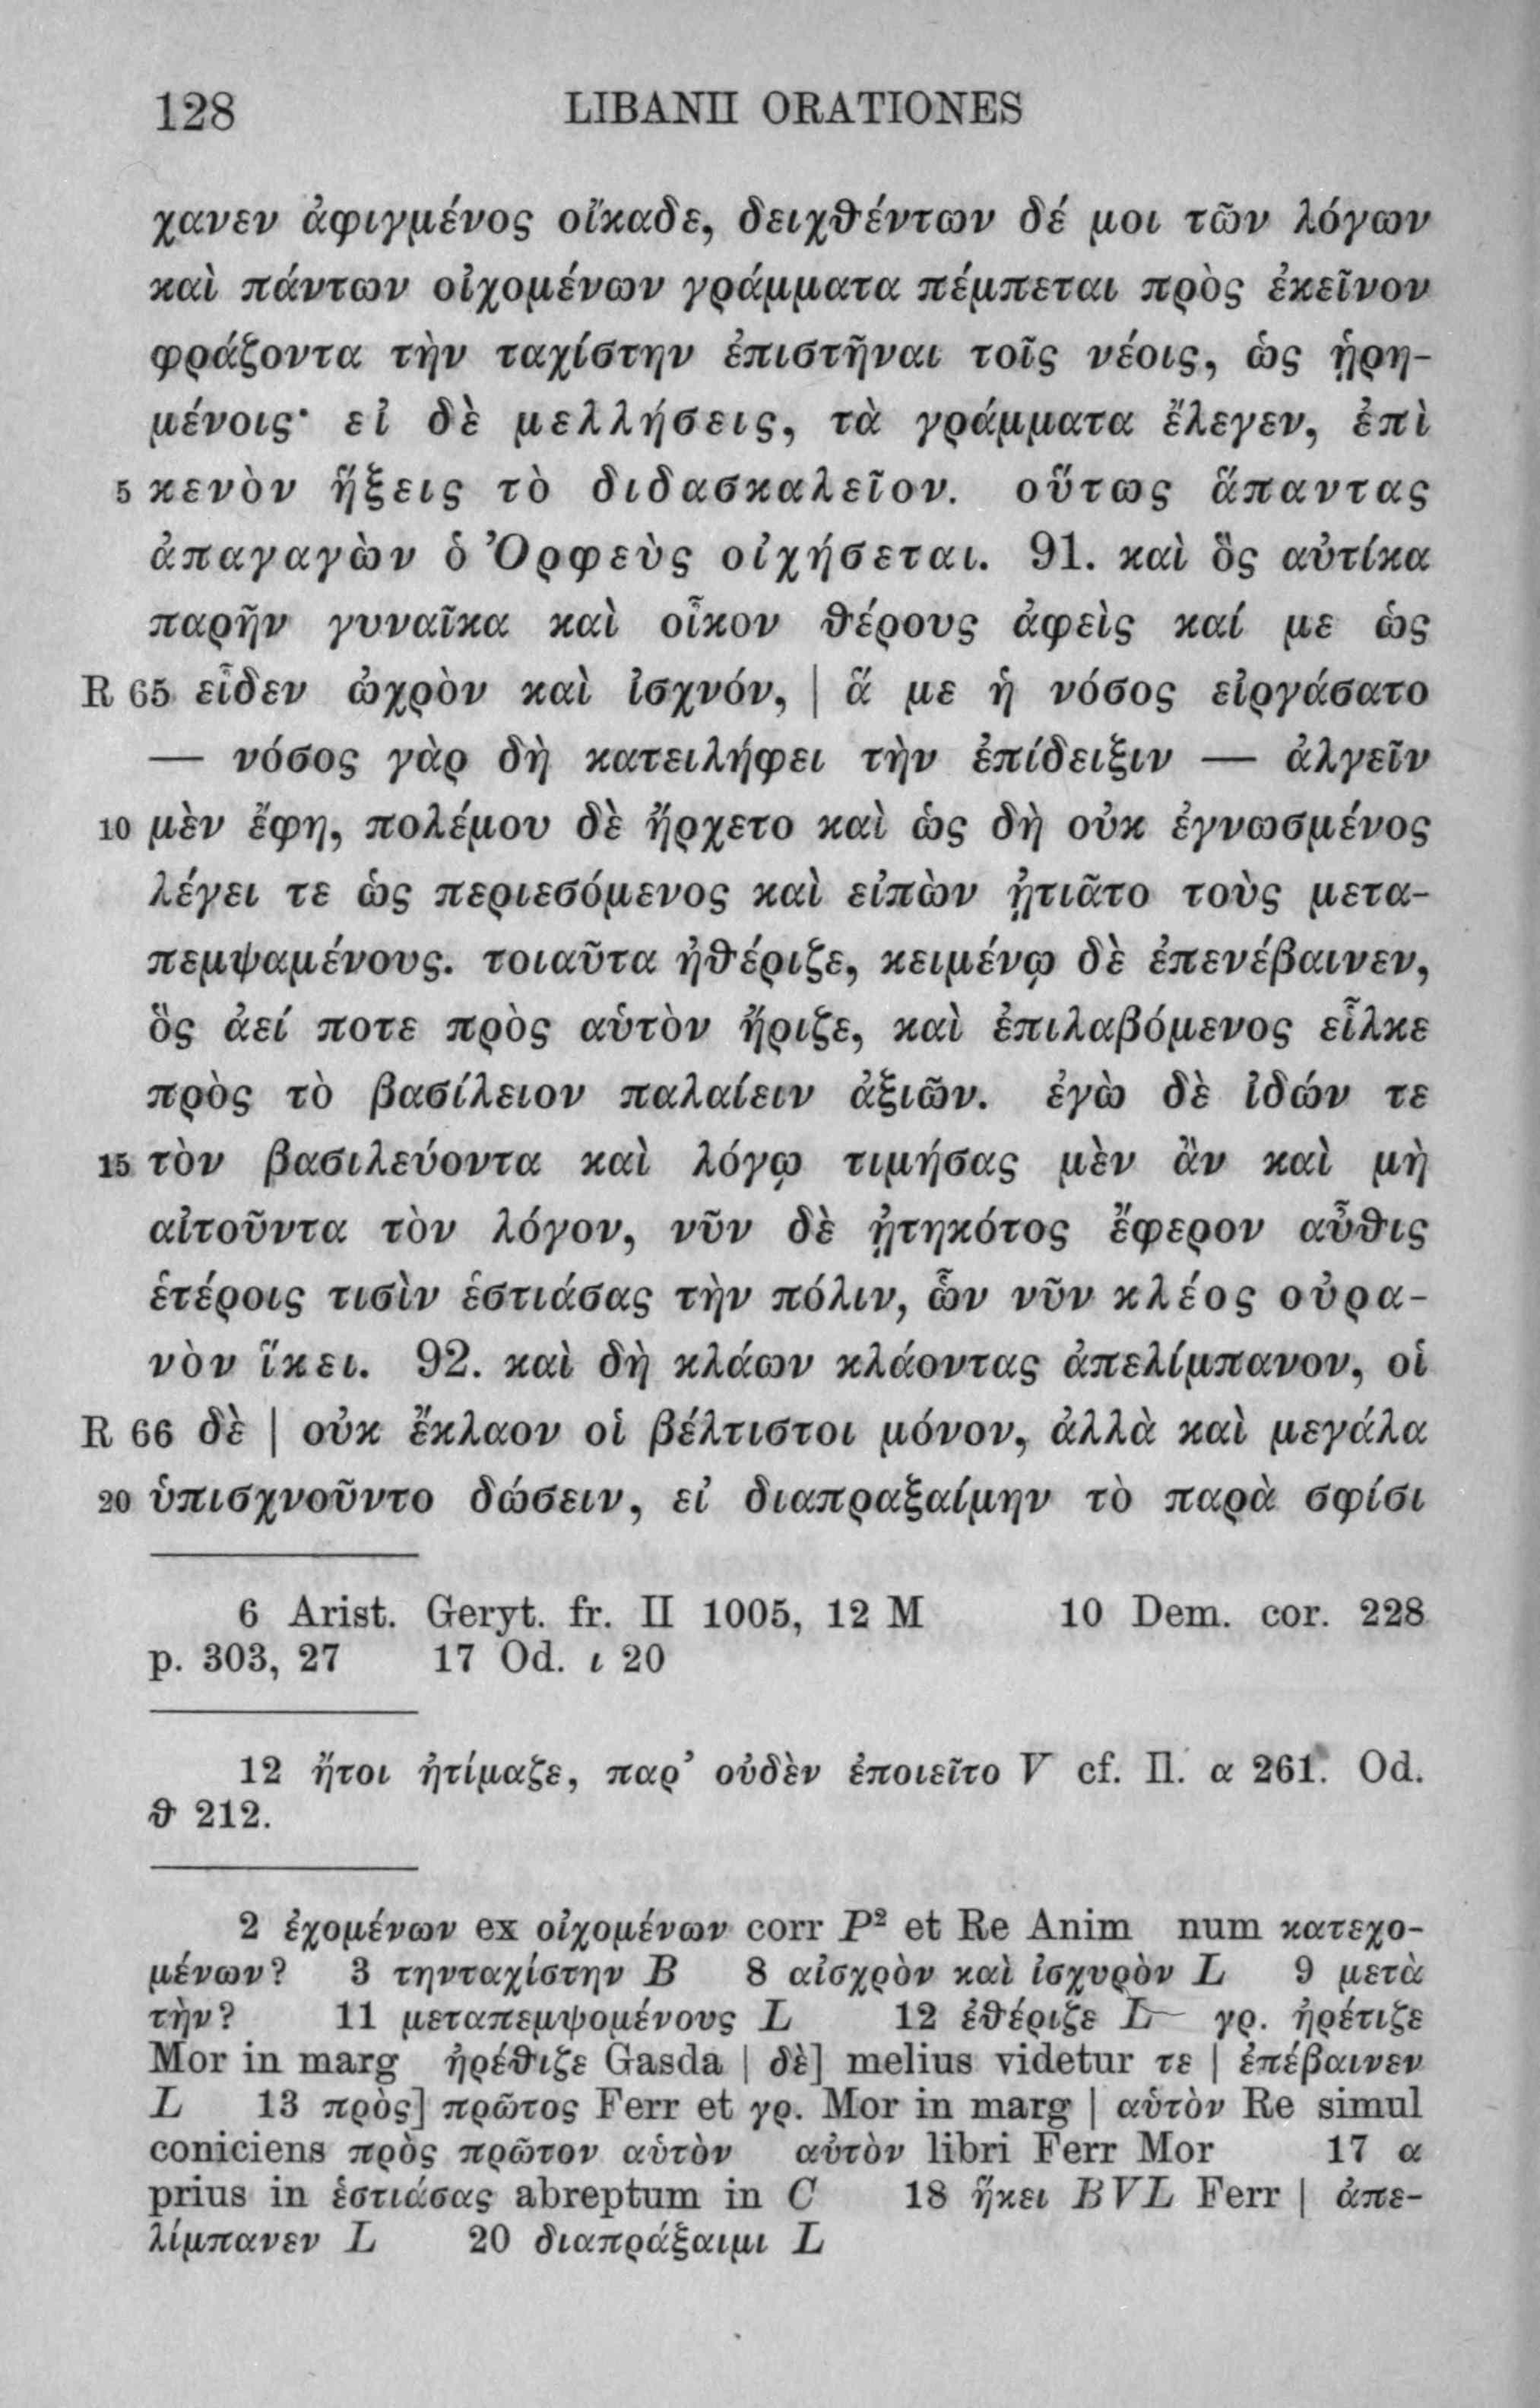 128 LIBANII ORATIONES
χανεν ἀφιγμένος οἴκαδε, δειχθέντων δέ μοι τῶν λόγων
καὶ πάντων οἰχομένων γράμματα πέμπεται πρὸς ἐκεῖνον
φράζοντα τὴν ταχίστην ἐπιστῆναι τοῖς νέοις, ὡς ᾑρη-
μένοις· εἰ δὲ μελλήσεις, τὰ γράμματα ἔλεγεν, ἐπὶ
5 κενὸν ἥξεις τὸ διδασκαλεῖον. οὕτως ἅπαντας
ἀπαγαγὼν ὁ Ὀρφεὺς οἰχήσεται. 91. καὶ ὃς αὐτίκα
παρῆν γυναῖκα καὶ οἶκον θέρους ἀφεὶς καί με ὡς
R 65 εἶδεν ὠχρὸν καὶ ἰσχνόν, | ἅ με ἡ νόσος εἰργάσατο
— νόσος γὰρ δὴ κατειλήφει τὴν ἐπίδειξιν — ἀλγεῖν
10 μὲν ἔφη, πολέμου δὲ ἤρχετο καὶ ὡς δὴ οὐκ ἐγνωσμένος
λέγει τε ὡς περιεσόμενος καὶ εἰπὼν ᾐτιᾶτο τοὺς μετα-
πεμψαμένους. τοιαῦτα ἠθέριζε, κειμένῳ δὲ ἐπενέβαινεν,
ὃς ἀεί ποτε πρὸς αὑτὸν ἤριζε, καὶ ἐπιλαβόμενος εἷλκε
πρὸς τὸ βασίλειον παλαίειν ἀξιῶν. ἐγὼ δὲ ἰδών τε
15 τὸν βασιλεύοντα καὶ λόγῳ τιμήσας μὲν ἂν καὶ μὴ
αἰτοῦντα τὸν λόγον, νῦν δὲ ᾐτηκότος ἔφερον αὖθις
ἑτέροις τισὶν ἑστιάσας τὴν πόλιν, ὧν νῦν κλέος οὐρα-
νὸν ἵκει. 92. καὶ δὴ κλάων κλάοντας ἀπελίμπανον, οἱ
R 66 δὲ | οὐκ ἔκλαον οἱ βέλτιστοι μόνον, ἀλλὰ καὶ μεγάλα
20 ὑπισχνοῦντο δώσειν, εἰ διαπραξαίμην τὸ παρὰ σφίσι
6 Arist. Geryt. fr. II 1005, 12 M 10 Dem. cor. 228
p. 303, 27 17 Od. ι 20
12 ἤτοι ἠτίμαζε, παρ’ οὐδὲν ἐποιεῖτο V cf. Il. α 261. Od.
θ 212.
2 ἐχομένων ex οἰχομένων corr P² et Re Anim num κατεχο-
μένων? 3 τηνταχίστην B 8 αἰσχρὸν καὶ ἰσχυρὸν L 9 μετὰ
τὴν? 11 μεταπεμψομένους L 12 ἐθέριζε L γρ. ἠρέτιζε
Mor in marg ἠρέθιζε Gasda | δὲ] melius videtur τε | ἐπέβαινεν
L 13 πρὸς] πρῶτος Ferr et γρ. Mor in marg | αὑτὸν Re simul
coniciens πρὸς πρῶτον αὑτὸν αὐτὸν libri Ferr Mor 17 α
prius in ἑστιάσας abreptum in C 18 ἥκει BVL Ferr | ἀπε-
λίμπανεν L 20 διαπράξαιμι L